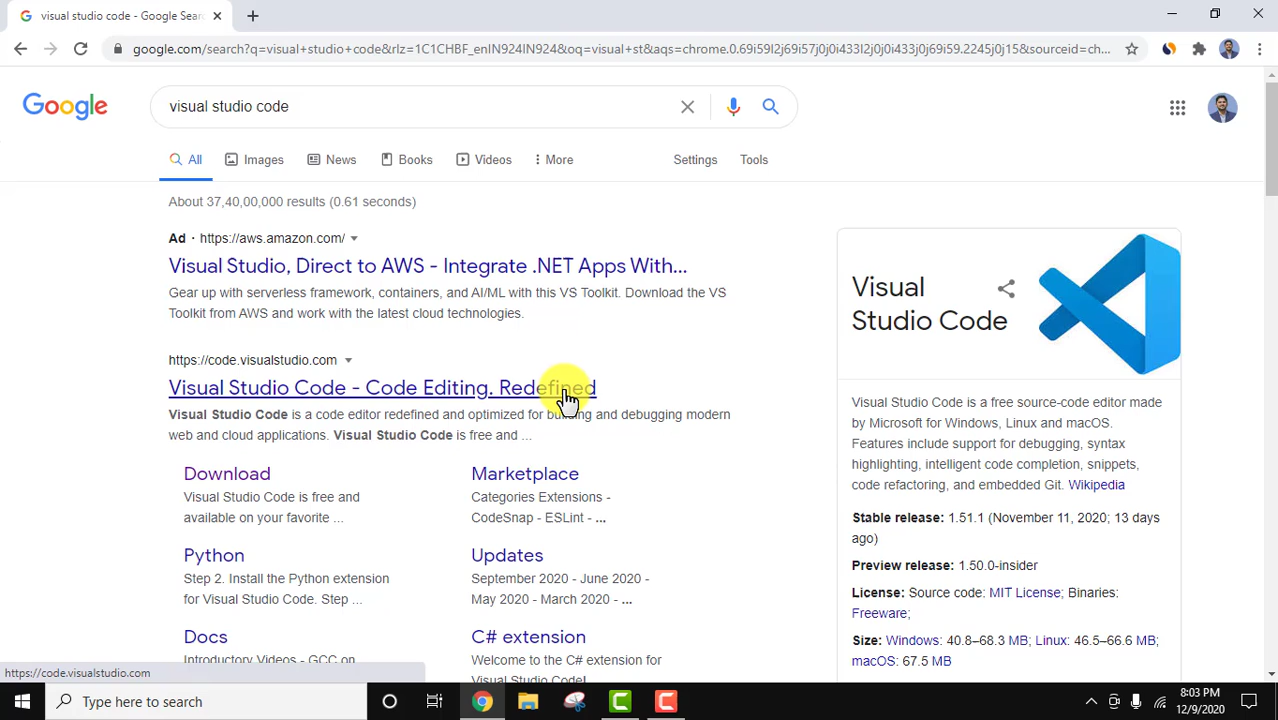 visual studio code - Google Sear
google.com/search?q=visual+studio+code&rlz=1C1CHBF_enIN924IN924&oq=visual+st&aqs=chrome.0.69i59l2j69i57j0j0i433l2j0j0i433j0j69i59.2245j0j15&sourceid=ch...
Google
visual studio code
All
Images
News
Books
Videos
More
Settings
Tools
About 37,40,00,000 results (0.61 seconds)
Ad · https://aws.amazon.com/
Visual Studio, Direct to AWS - Integrate .NET Apps With...
Gear up with serverless framework, containers, and AI/ML with this VS Toolkit. Download the VS
Toolkit from AWS and work with the latest cloud technologies.
https://code.visualstudio.com
Visual Studio Code - Code Editing. Redefined
Visual Studio Code is a code editor redefined and optimized for building and debugging modern
web and cloud applications. Visual Studio Code is free and ...
Download
Visual Studio Code is free and
available on your favorite ...
Marketplace
Categories Extensions -
CodeSnap - ESLint - ...
Python
Step 2. Install the Python extension
for Visual Studio Code. Step ...
Updates
September 2020 - June 2020 -
May 2020 - March 2020 - ...
Docs
Introductory Videos - GCC on
C# extension
Welcome to the C# extension for
Visual Studio Code!
Visual
Studio Code
Visual Studio Code is a free source-code editor made
by Microsoft for Windows, Linux and macOS.
Features include support for debugging, syntax
highlighting, intelligent code completion, snippets,
code refactoring, and embedded Git. Wikipedia
Stable release: 1.51.1 (November 11, 2020; 13 days
ago)
Preview release: 1.50.0-insider
License: Source code: MIT License; Binaries:
Freeware;
Size: Windows: 40.8–68.3 MB; Linux: 46.5–66.6 MB;
macOS: 67.5 MB
https://code.visualstudio.com
Type here to search
8:03 PM
12/9/2020